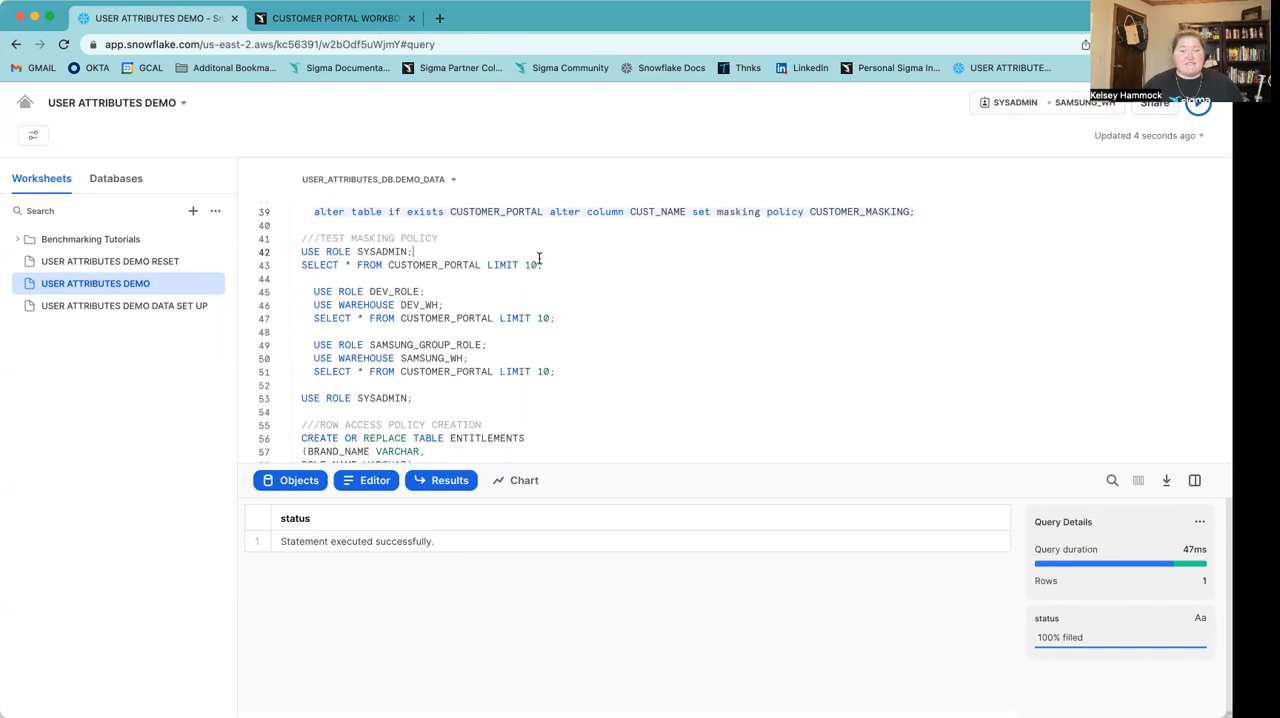 USER ATTRIBUTES DEMO - Sn
CUSTOMER PORTAL WORKBO
app.snowflake.com/us-east-2.aws/kc56391/w2bOdf5uWjmY#query
GMAIL
OKTA
GCAL
Additonal Bookma...
Sigma Documenta...
Sigma Partner Col...
Sigma Community
Snowflake Docs
Thnks
LinkedIn
Personal Sigma In...
USER ATTRIBUTE...
Kelsey Hammock
sigma
USER ATTRIBUTES DEMO
SYSADMIN • SAMSUNG_WH
Share
Updated 4 seconds ago
Worksheets
Databases
Search
Benchmarking Tutorials
USER ATTRIBUTES DEMO RESET
USER ATTRIBUTES DEMO
USER ATTRIBUTES DEMO DATA SET UP
USER_ATTRIBUTES_DB.DEMO_DATA
39 alter table if exists CUSTOMER_PORTAL alter column CUST_NAME set masking policy CUSTOMER_MASKING;
40
41 ///TEST MASKING POLICY
42 USE ROLE SYSADMIN;
43 SELECT * FROM CUSTOMER_PORTAL LIMIT 10;
44
45 USE ROLE DEV_ROLE;
46 USE WAREHOUSE DEV_WH;
47 SELECT * FROM CUSTOMER_PORTAL LIMIT 10;
48
49 USE ROLE SAMSUNG_GROUP_ROLE;
50 USE WAREHOUSE SAMSUNG_WH;
51 SELECT * FROM CUSTOMER_PORTAL LIMIT 10;
52
53 USE ROLE SYSADMIN;
54
55 ///ROW ACCESS POLICY CREATION
56 CREATE OR REPLACE TABLE ENTITLEMENTS
57 (BRAND_NAME VARCHAR,
ROLE_NAME VARCHAR)
Objects
Editor
Results
Chart
status
1 Statement executed successfully.
Query Details
Query duration 47ms
Rows 1
status Aa
100% filled